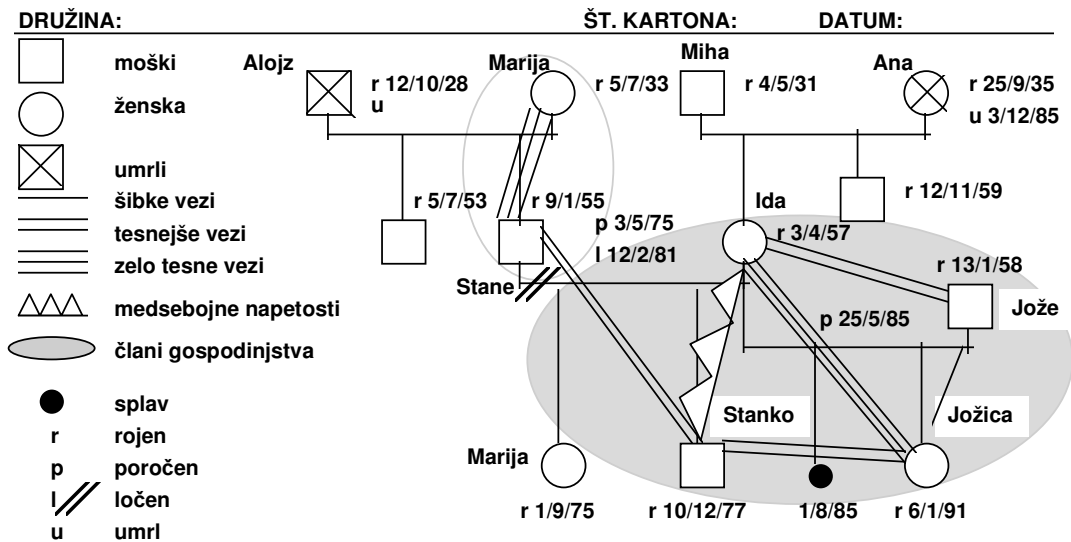 DRUŽINA: ŠT. KARTONA: DATUM:
moški
ženska
umrli
šibke vezi
tesnejše vezi
zelo tesne vezi
medsebojne napetosti
člani gospodinjstva
splav
r rojen
p poročen
l ločen
u umrl
Alojz
r 12/10/28
u
Marija
r 5/7/33
Miha
r 4/5/31
Ana
r 25/9/35
u 3/12/85
r 5/7/53
r 9/1/55
Stane
p 3/5/75
l 12/2/81
Ida
r 3/4/57
r 12/11/59
r 13/1/58
Jože
p 25/5/85
Marija
r 1/9/75
Stanko
r 10/12/77
1/8/85
Jožica
r 6/1/91